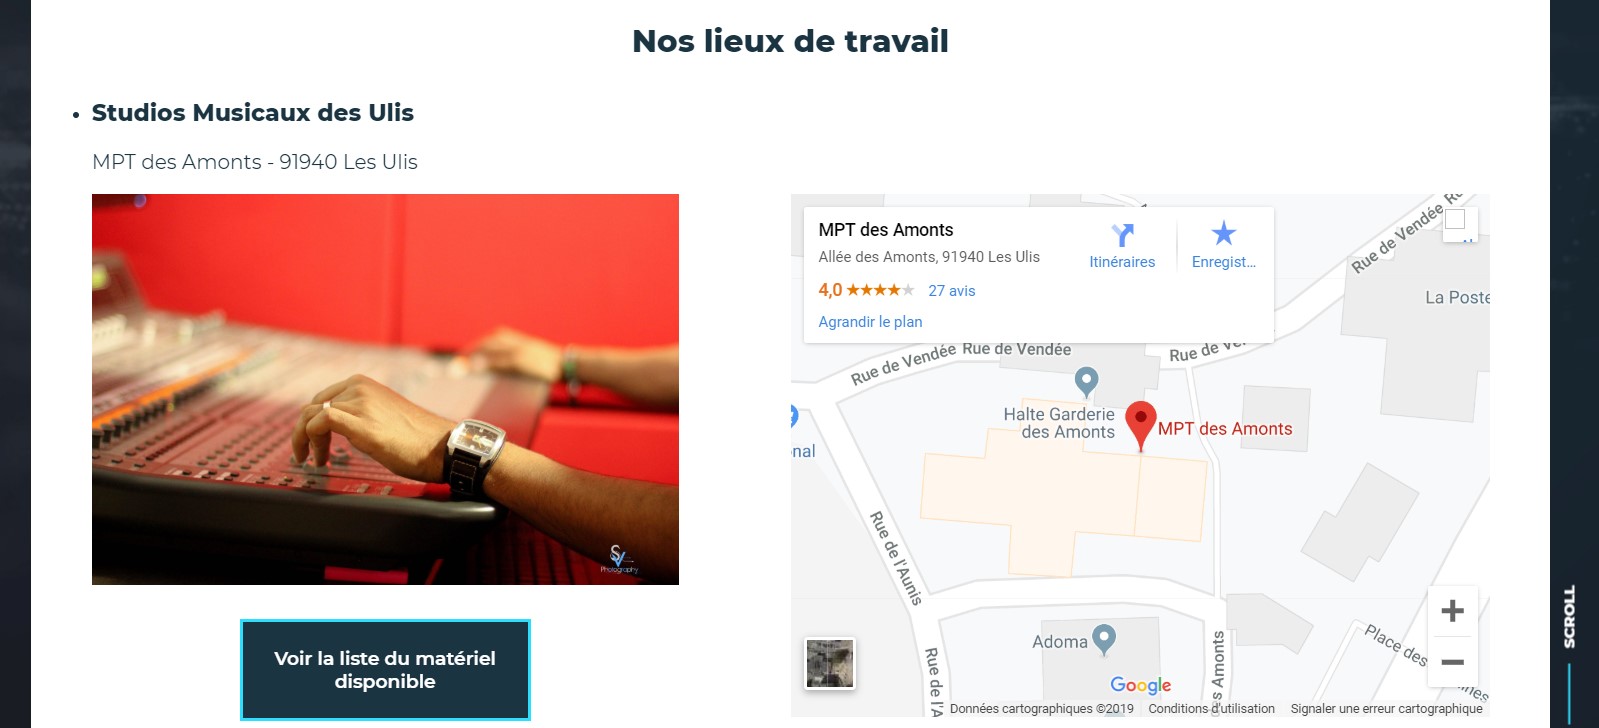 Nos lieux de travail
Studios Musicaux des Ulis
MPT des Amonts - 91940 Les Ulis
S
Photography
Voir la liste du matériel
disponible
MPT des Amonts
Allée des Amonts, 91940 Les Ulis
4,0
27 avis
Agrandir le plan
Itinéraires
Enregist...
Rue de Vendée
La Poste
Rue de Vendée
Rue de Vendée
Rue de Ve
Halte Garderie
des Amonts
MPT des Amonts
nal
Rue de l'Aunis
Adoma
Rue de l'A
s Amonts
Place des
ines
Google
Données cartographiques ©2019
Conditions d'utilisation
Signaler une erreur cartographique
SCROLL